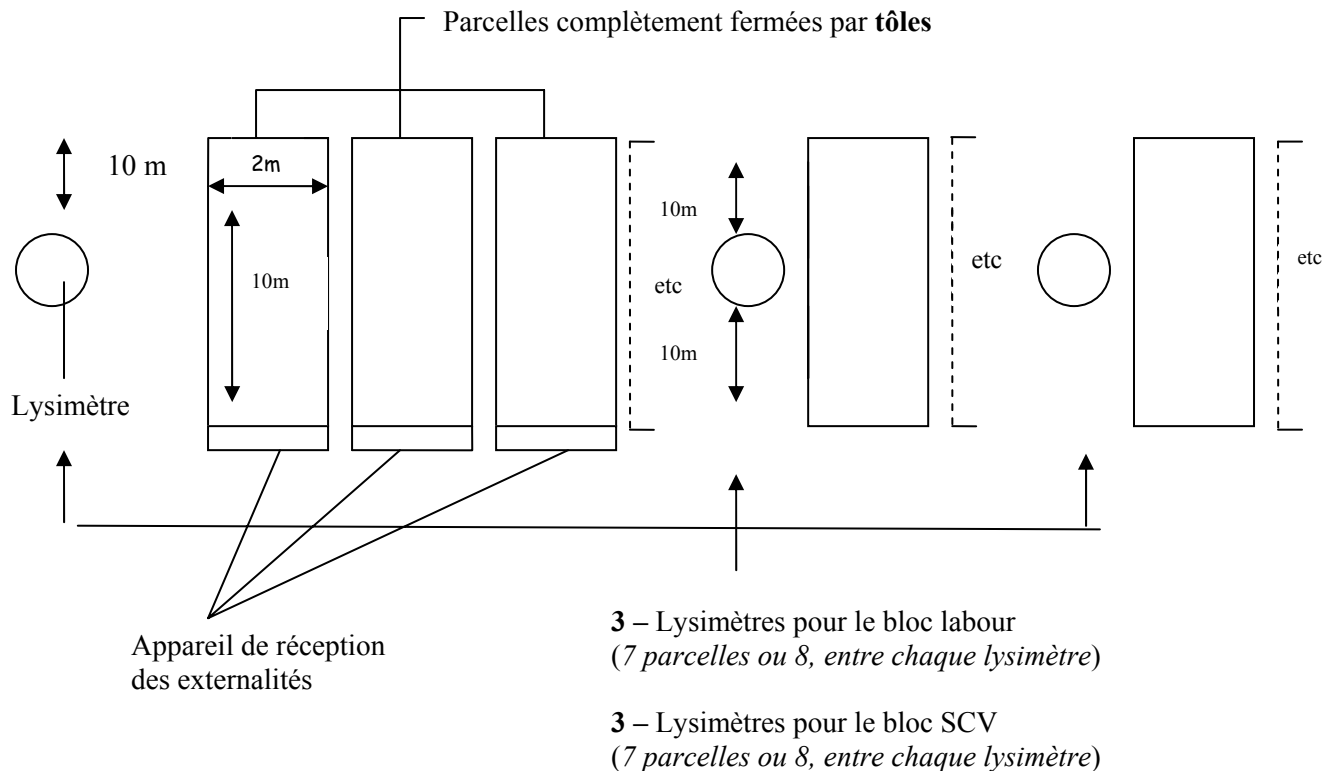 Parcelles complètement fermées par tôles
10 m
2m
10m
10m
etc
10m
etc
etc
Lysimètre
Appareil de réception
des externalités
3 – Lysimètres pour le bloc labour
(7 parcelles ou 8, entre chaque lysimètre)
3 – Lysimètres pour le bloc SCV
(7 parcelles ou 8, entre chaque lysimètre)